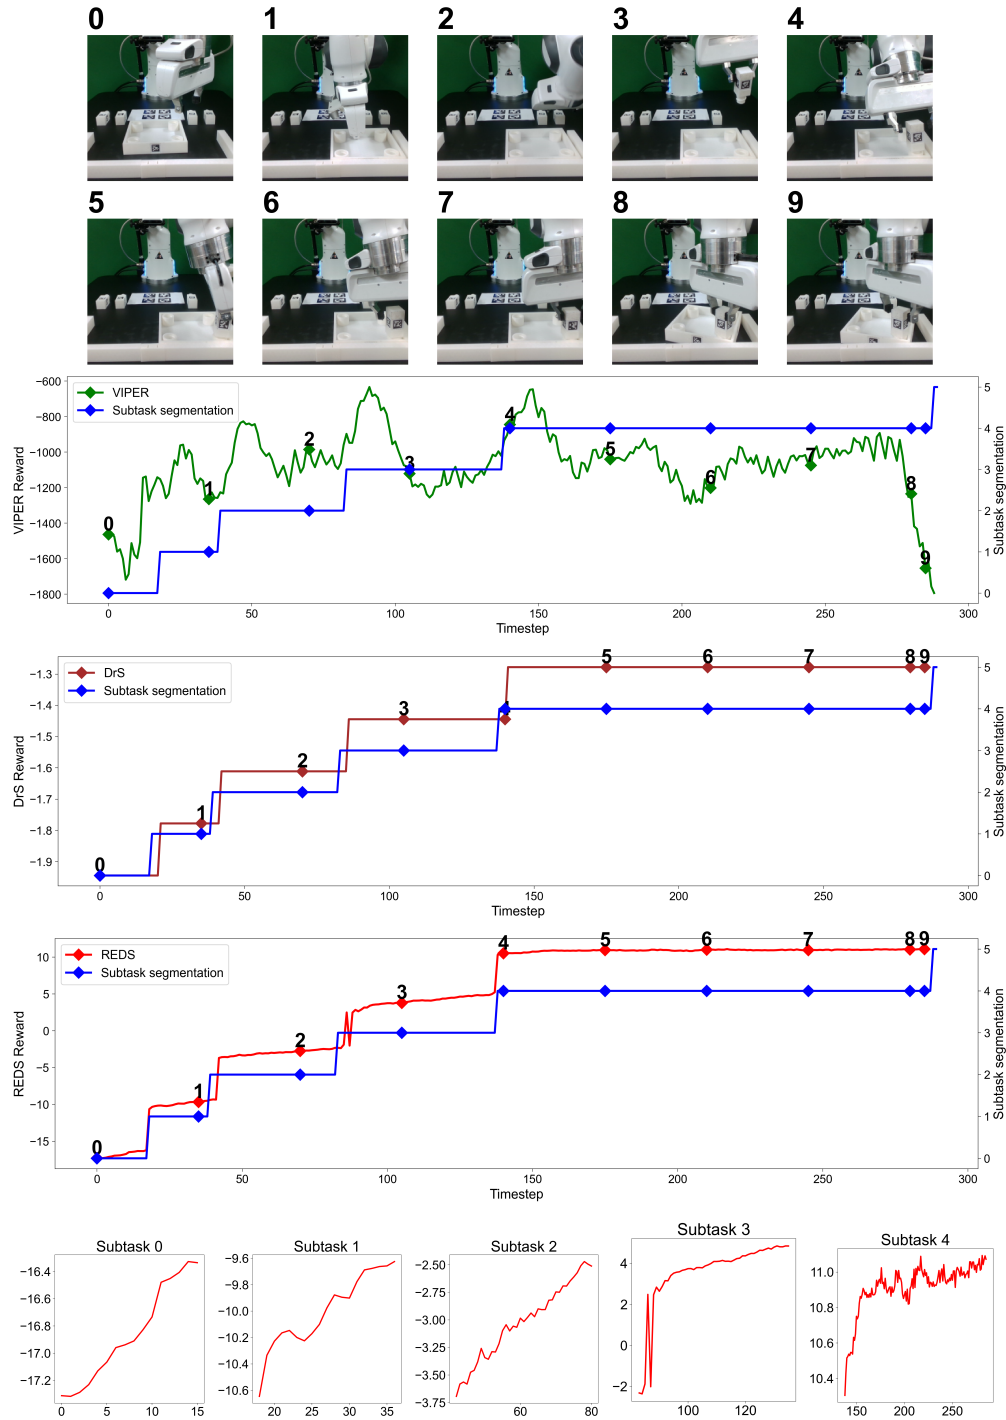 0 1 2 3 4
5 6 7 8 9
−600
−800
−1000
−1200
−1400
−1600
−1800
VIPER Reward
VIPER
Subtask segmentation
0 1 2 3 4 5 6 7 8 9
5
4
3
2
1
0
Subtask segmentation
0 50 100 150 200 250 300
Timestep
−1.3
−1.4
−1.5
−1.6
−1.7
−1.8
−1.9
DrS Reward
DrS
Subtask segmentation
0 1 2 3 4 5 6 7 8 9
5
4
3
2
1
0
Subtask segmentation
0 50 100 150 200 250 300
Timestep
10
5
0
−5
−10
−15
REDS Reward
REDS
Subtask segmentation
0 1 2 3 4 5 6 7 8 9
5
4
3
2
1
0
Subtask segmentation
0 50 100 150 200 250 300
Timestep
Subtask 0
−16.4
−16.6
−16.8
−17.0
−17.2
0 5 10 15
Subtask 1
−9.6
−9.8
−10.0
−10.2
−10.4
−10.6
20 25 30 35
Subtask 2
−2.50
−2.75
−3.00
−3.25
−3.50
−3.75
60 80
Subtask 3
4
2
0
−2
100 120
Subtask 4
11.0
10.8
10.6
10.4
150 200 250